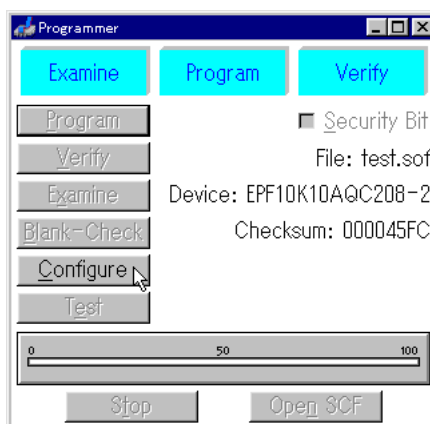 Programmer
Examine Program Verify
Program
Security Bit
Verify
File: test.sof
Examine
Device: EPF10K10AQC208-2
Blank-Check
Checksum: 000045FC
Configure
Test
0 50 100
Stop Open SCF